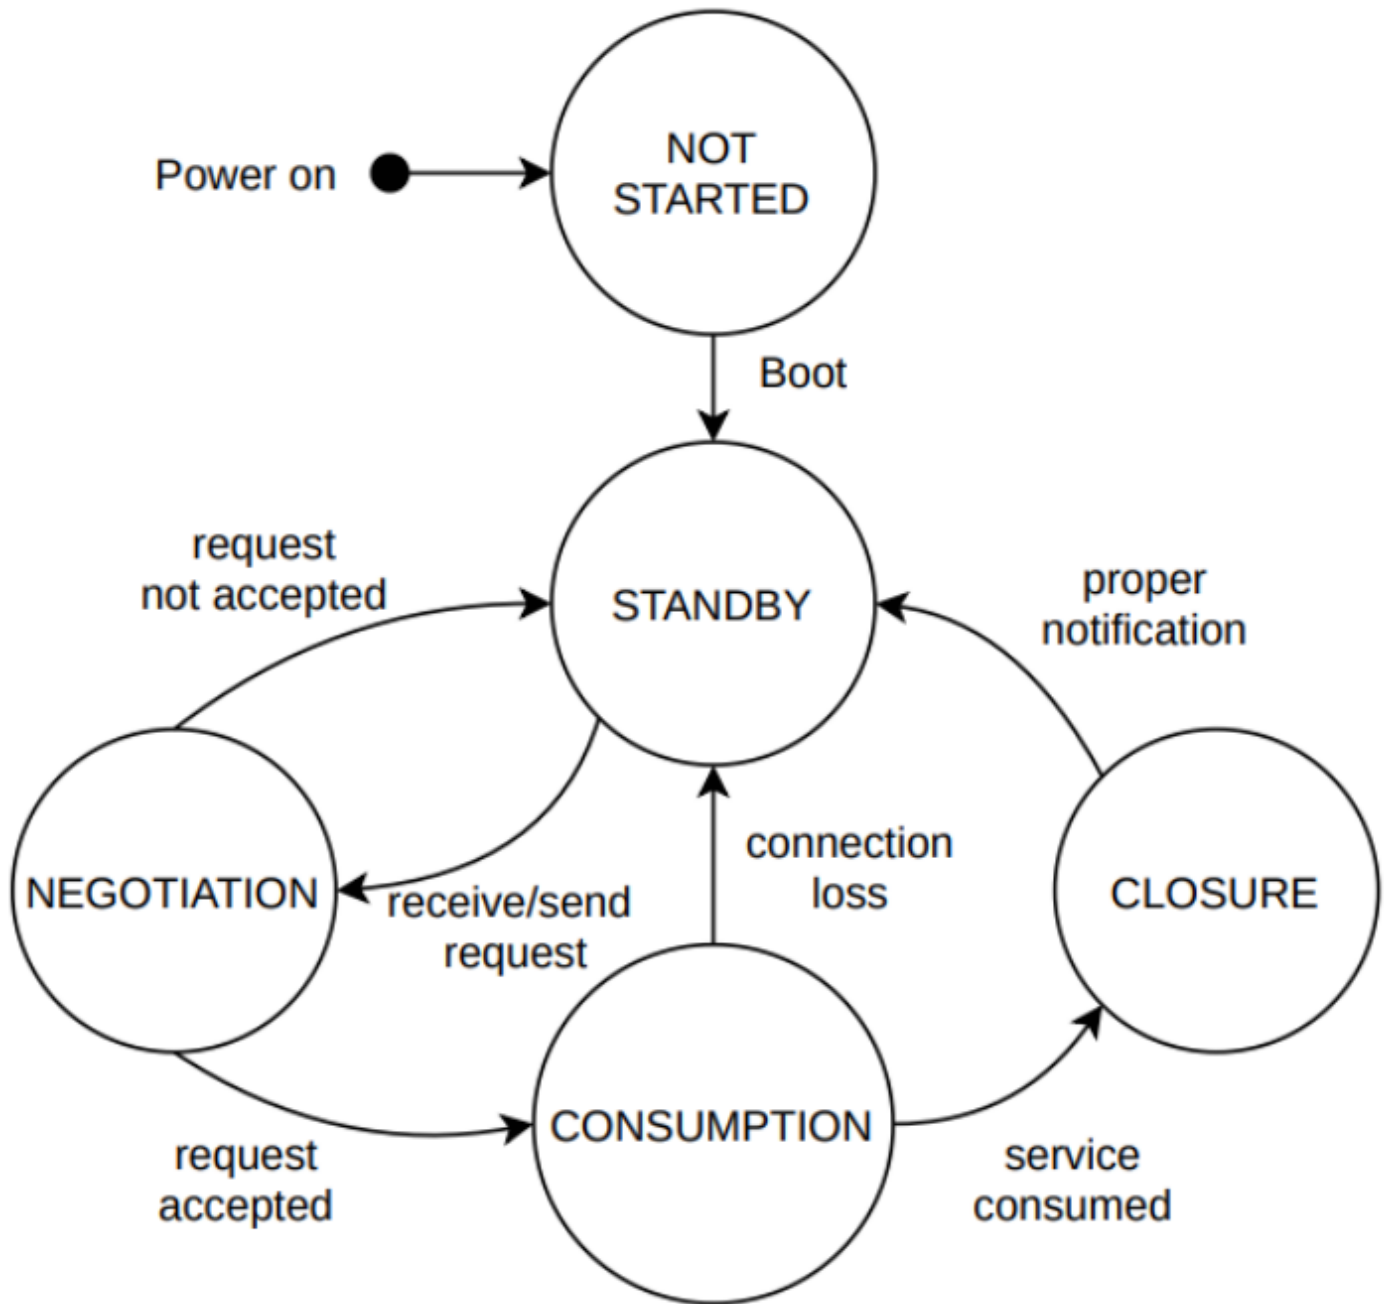 Power on
NOT
STARTED
Boot
request
not accepted
STANDBY
proper
notification
NEGOTIATION
receive/send
request
connection
loss
CLOSURE
request
accepted
CONSUMPTION
service
consumed